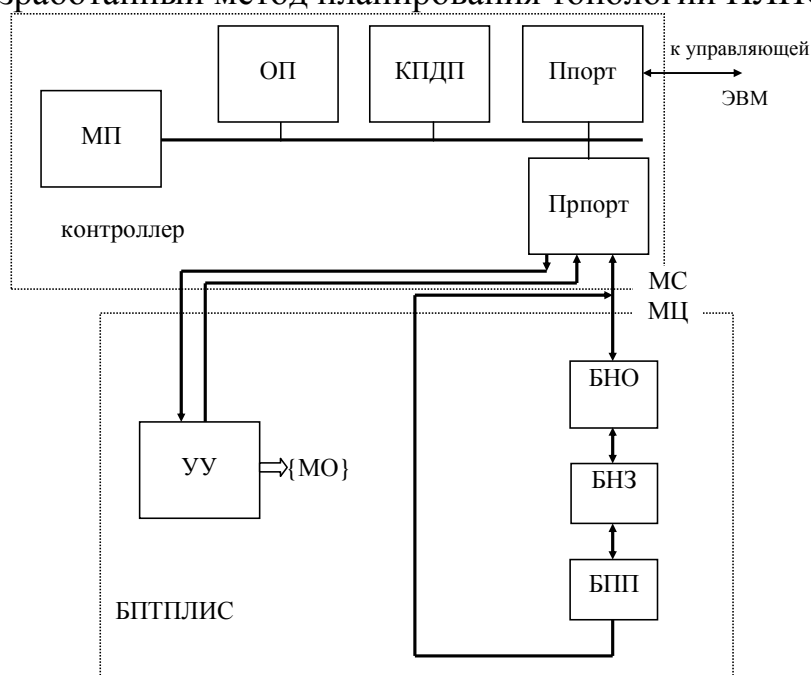 зработанный метод планирования топологии ПЛИС
к управляющей
ОП КПДП Ппорт
ЭВМ
МП
Прпорт
контроллер
МС
МЦ
БНО
УУ {МО} БНЗ
БПП
БПТПЛИС